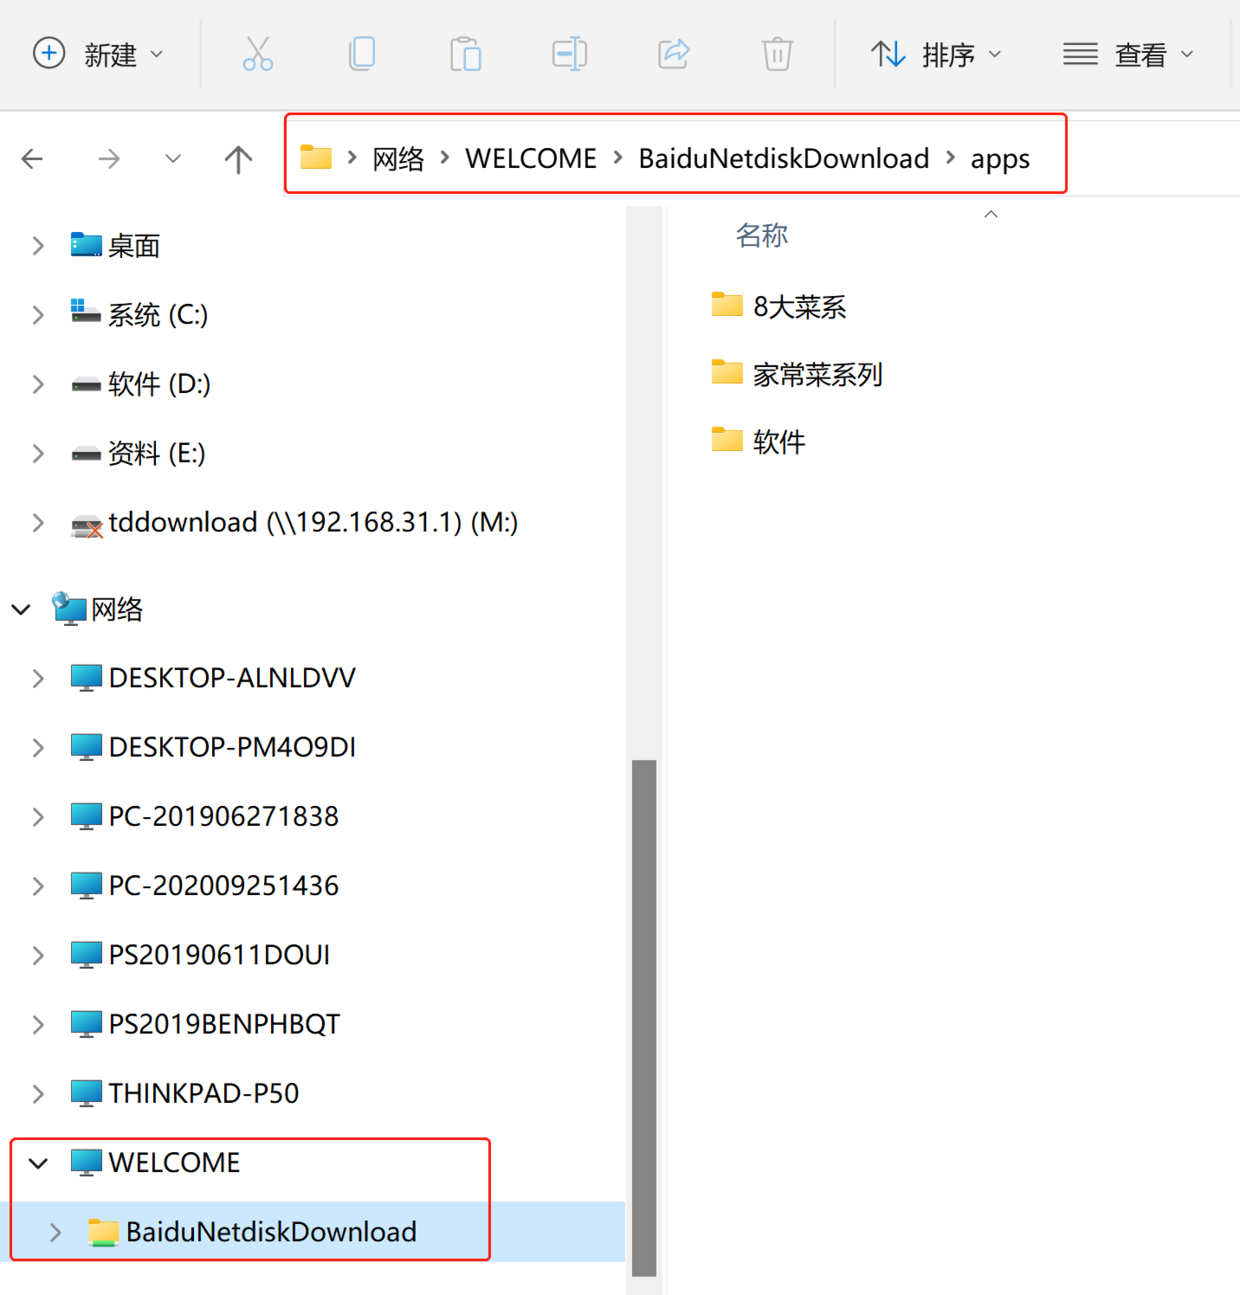 新建 排序 查看
网络 WELCOME BaiduNetdiskDownload apps
桌面
系统 (C:)
软件 (D:)
资料 (E:)
tddownload (\\192.168.31.1) (M:)
网络
DESKTOP-ALNLDVV
DESKTOP-PM4O9DI
PC-201906271838
PC-202009251436
PS20190611DOUI
PS2019BENPHBQT
THINKPAD-P50
WELCOME
BaiduNetdiskDownload
名称
8大菜系
家常菜系列
软件